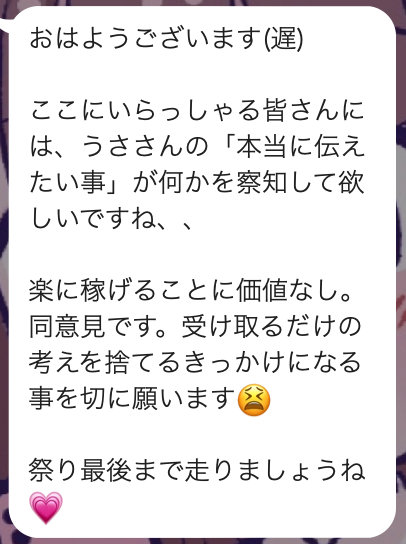 おはようございます(遅)
ここにいらっしゃる皆さんに
は、うささんの「本当に伝え
たい事」が何かを察知して欲
しいですね、、
楽に稼げることに価値なし。
同意見です。受け取るだけの
考えを捨てるきっかけになる
事を切に願います😫
祭り最後まで走りましょうね
💗